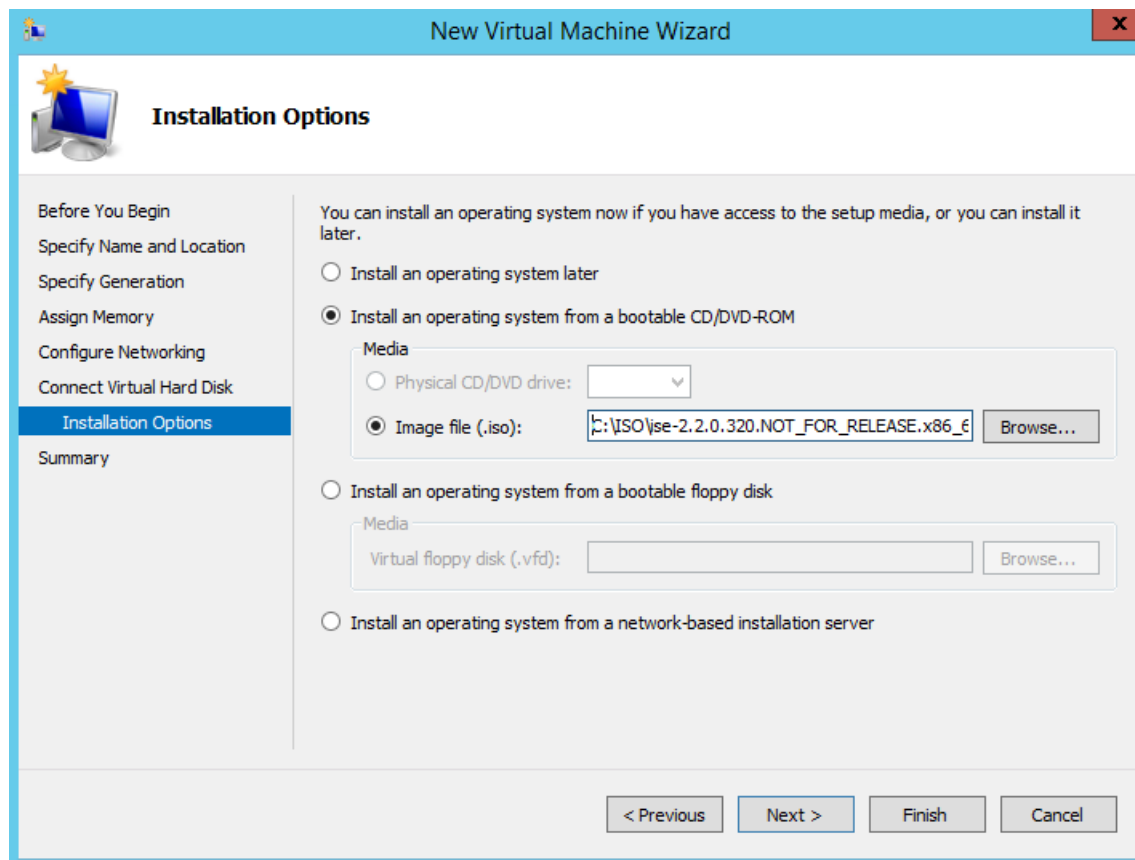 New Virtual Machine Wizard
x
Installation Options
Before You Begin
Specify Name and Location
Specify Generation
Assign Memory
Configure Networking
Connect Virtual Hard Disk
Installation Options
Summary
You can install an operating system now if you have access to the setup media, or you can install it
later.
Install an operating system later
Install an operating system from a bootable CD/DVD-ROM
Media
Physical CD/DVD drive:
Image file (.iso): C:\ISO\ise-2.2.0.320.NOT_FOR_RELEASE.x86_6 Browse...
Install an operating system from a bootable floppy disk
Media
Virtual floppy disk (.vfd): Browse...
Install an operating system from a network-based installation server
< Previous Next > Finish Cancel